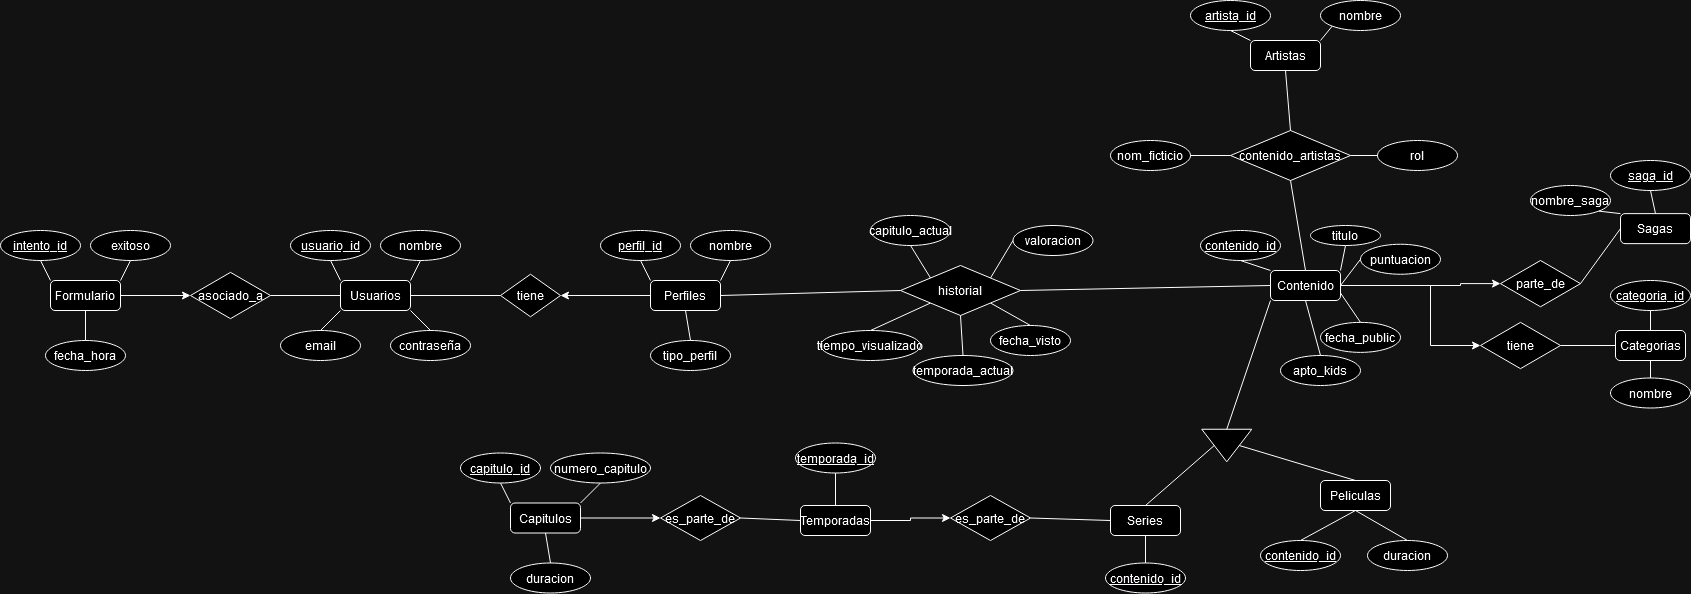 artista_id
nombre
Artistas
nom_ficticio
contenido_artistas
rol
saga_id
nombre_saga
Sagas
intento_id
exitoso
Formulario
fecha_hora
asociado_a
usuario_id
nombre
Usuarios
email
contraseña
tiene
perfil_id
nombre
Perfiles
tipo_perfil
capitulo_actual
valoracion
historial
tiempo_visualizado
temporada_actual
fecha_visto
contenido_id
titulo
puntuacion
Contenido
fecha_public
apto_kids
parte_de
categoria_id
tiene
Categorias
nombre
capitulo_id
numero_capitulo
Capitulos
duracion
es_parte_de
temporada_id
Temporadas
es_parte_de
Series
contenido_id
Peliculas
contenido_id
duracion